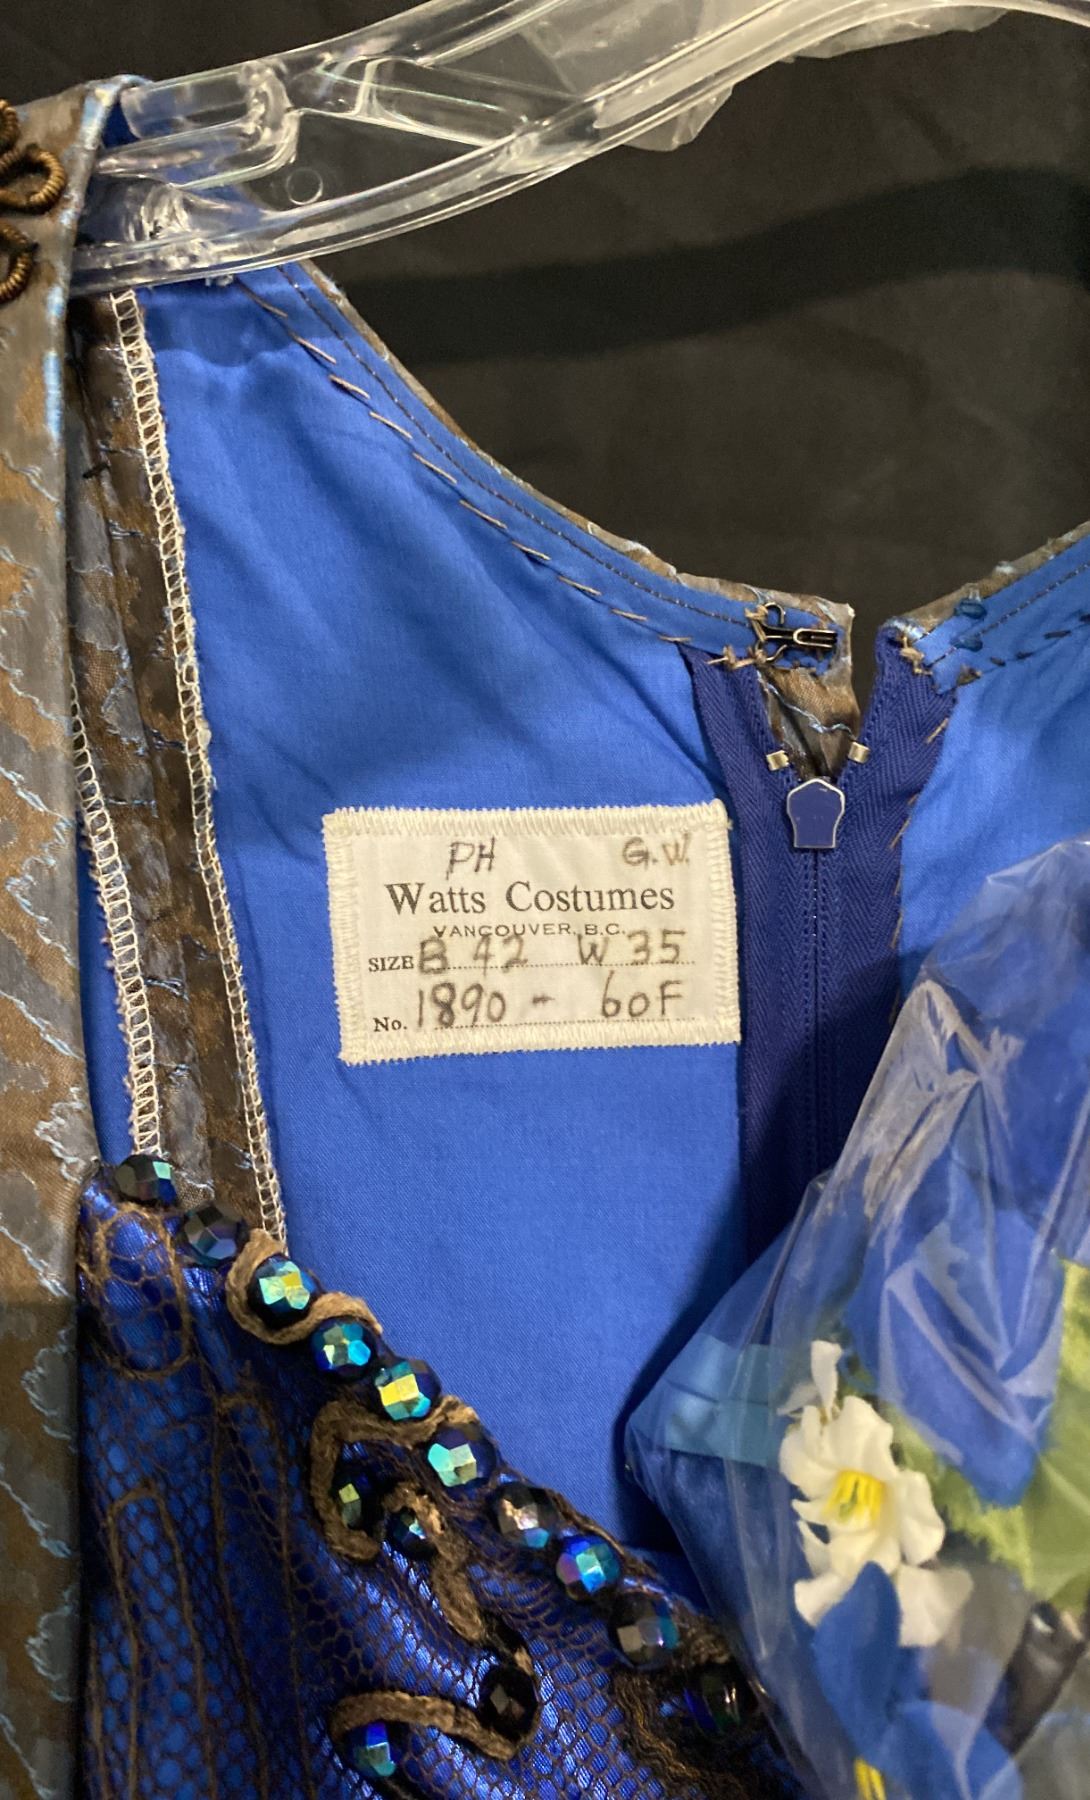 PH G.W.
Watts Costumes
VANCOUVER, B.C.
SIZE B 42 W 35
No. 1890 - 60F